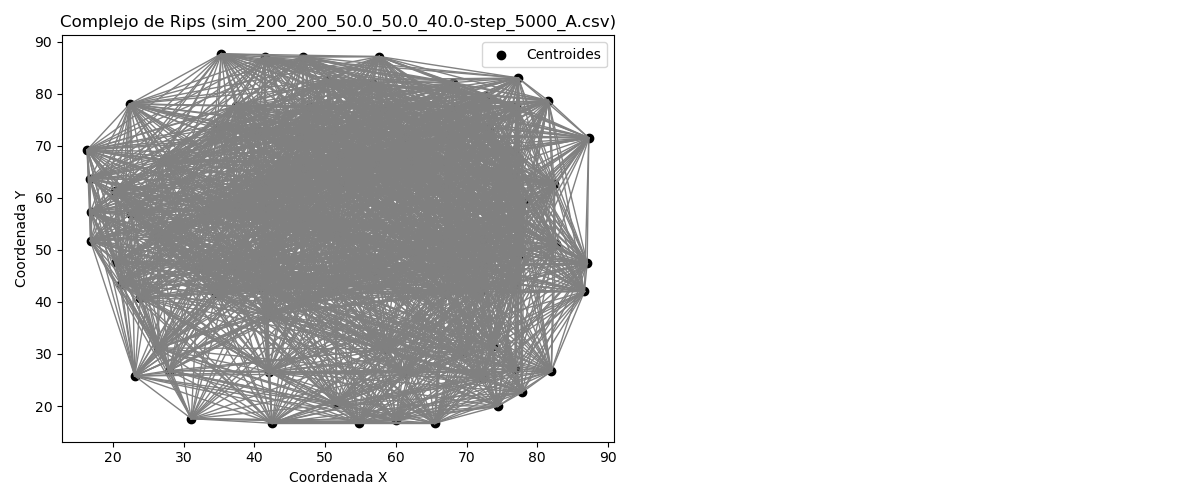 Complejo de Rips (sim_200_200_50.0_50.0_40.0-step_5000_A.csv)
Centroides
90
80
70
60
50
40
30
20
Coordenada Y
20 30 40 50 60 70 80 90
Coordenada X